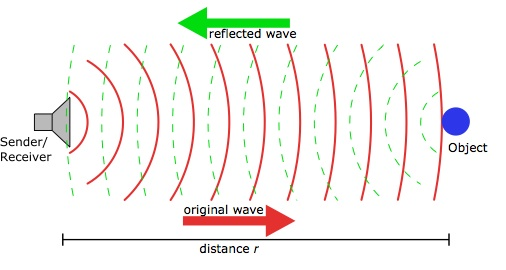 reflected wave
Sender/
Receiver
Object
original wave
distance r